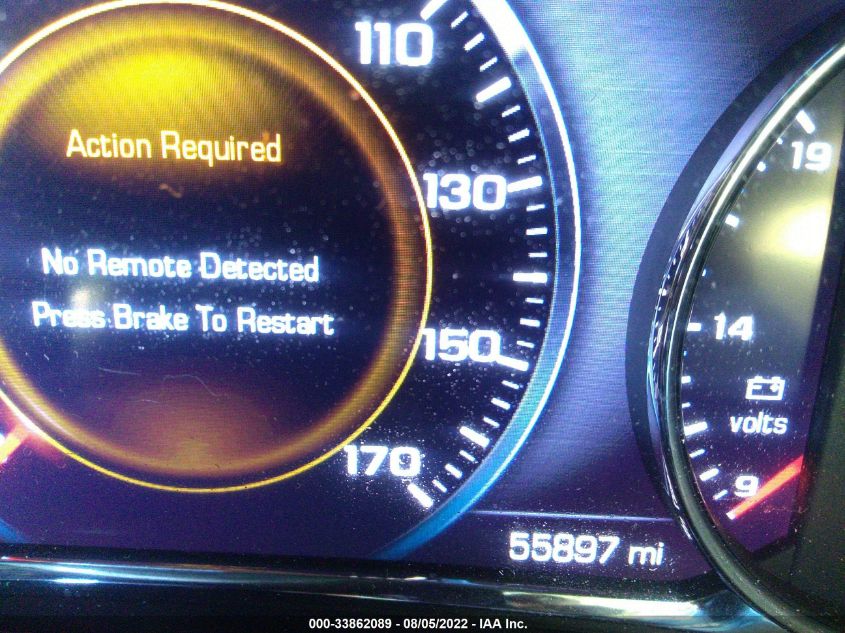 110
Action Required
19
130
No Remote Detected
Press Brake To Restart
14
150
volts
170
9
55897 mi
000-33862089 - 08/05/2022 - IAA Inc.